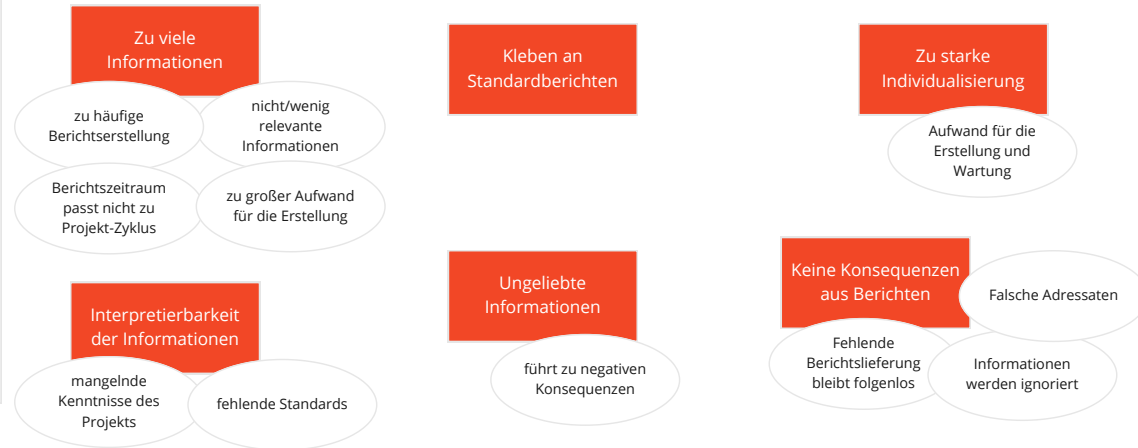 Zu viele
Informationen
zu häufige
Berichtserstellung
nicht/wenig
relevante
Informationen
Berichtszeitraum
passt nicht zu
Projekt-Zyklus
zu großer Aufwand
für die Erstellung
Kleben an
Standardberichten
Zu starke
Individualisierung
Aufwand für die
Erstellung und
Wartung
Interpretierbarkeit
der Informationen
mangelnde
Kenntnisse des
Projekts
fehlende Standards
Ungeliebte
Informationen
führt zu negativen
Konsequenzen
Keine Konsequenzen
aus Berichten
Falsche Adressaten
Fehlende
Berichtslieferung
bleibt folgenlos
Informationen
werden ignoriert